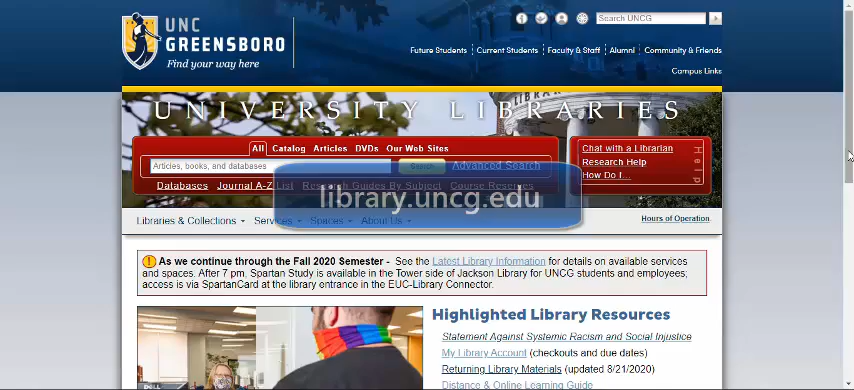 UNC
GREENSBORO
Find your way here
Search UNCG
Future Students
Current Students
Faculty & Staff
Alumni
Community & Friends
Campus Links
UNIVERSITY LIBRARIES
All Catalog Articles DVDs Our Web Sites
Articles, books, and databases
Search
Advanced Search
Databases Journal A-Z List Research Guides By Subject Course Reserves
Chat with a Librarian
Research Help
How Do I...
Help
library.uncg.edu
Libraries & Collections Services Spaces About Us
Hours of Operation
As we continue through the Fall 2020 Semester - See the Latest Library Information for details on available services
and spaces. After 7 pm, Spartan Study is available in the Tower side of Jackson Library for UNCG students and employees;
access is via SpartanCard at the library entrance in the EUC-Library Connector.
Highlighted Library Resources
Statement Against Systemic Racism and Social Injustice
My Library Account (checkouts and due dates)
Returning Library Materials (updated 8/21/2020)
Distance & Online Learning Guide